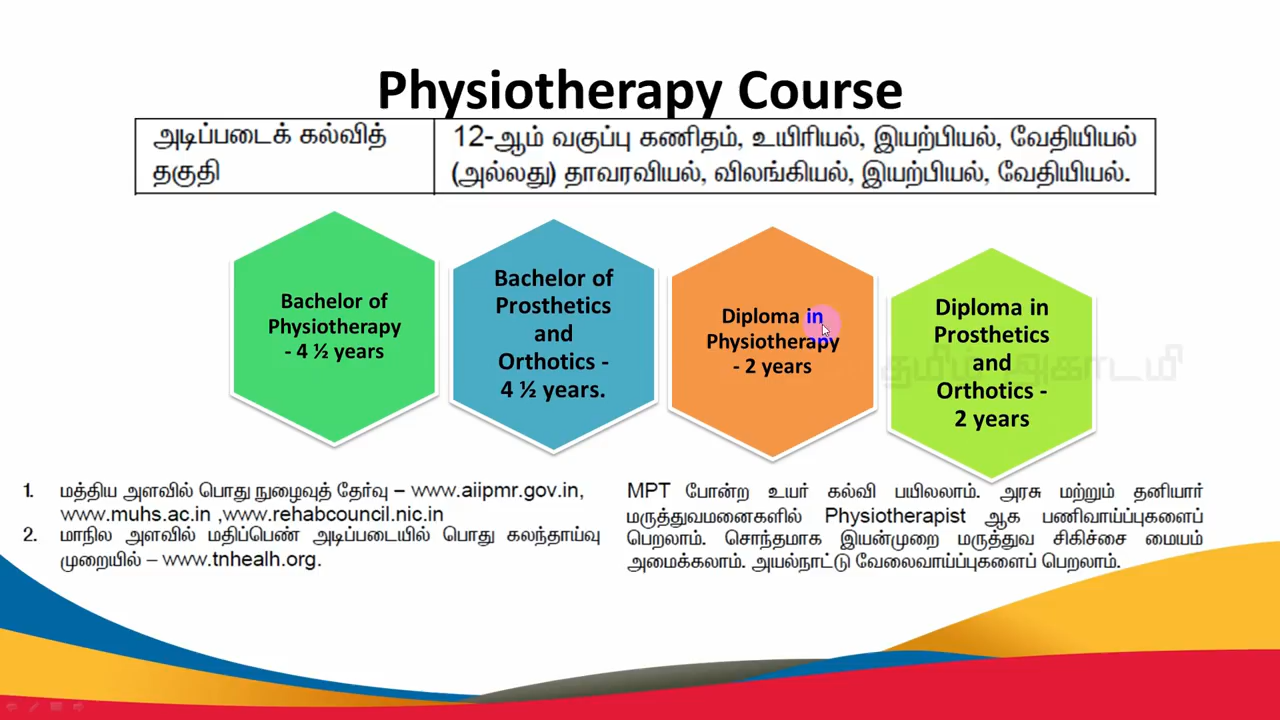 Physiotherapy Course
அடிப்படைக் கல்வித்
தகுதி
12-ஆம் வகுப்பு கணிதம், உயிரியல், இயற்பியல், வேதியியல்
(அல்லது) தாவரவியல், விலங்கியல், இயற்பியல், வேதியியல்.
Bachelor of
Physiotherapy
- 4 ½ years
Bachelor of
Prosthetics
and
Orthotics -
4 ½ years.
Diploma in
Physiotherapy
- 2 years
Diploma in
Prosthetics
and
Orthotics -
2 years
தமிழ் அகாடமி
1. மத்திய அளவில் பொது நுழைவுத் தேர்வு – www.aiipmr.gov.in,
www.muhs.ac.in ,www.rehabcouncil.nic.in
2. மாநில அளவில் மதிப்பெண் அடிப்படையில் பொது கலந்தாய்வு
முறையில் – www.tnhealh.org.
MPT போன்ற உயர் கல்வி பயிலலாம். அரசு மற்றும் தனியார்
மருத்துவமனைகளில் Physiotherapist ஆக பணிவாய்ப்புகளைப்
பெறலாம். சொந்தமாக இயன்முறை மருத்துவ சிகிச்சை மையம்
அமைக்கலாம். அயல்நாட்டு வேலைவாய்ப்புகளைப் பெறலாம்.